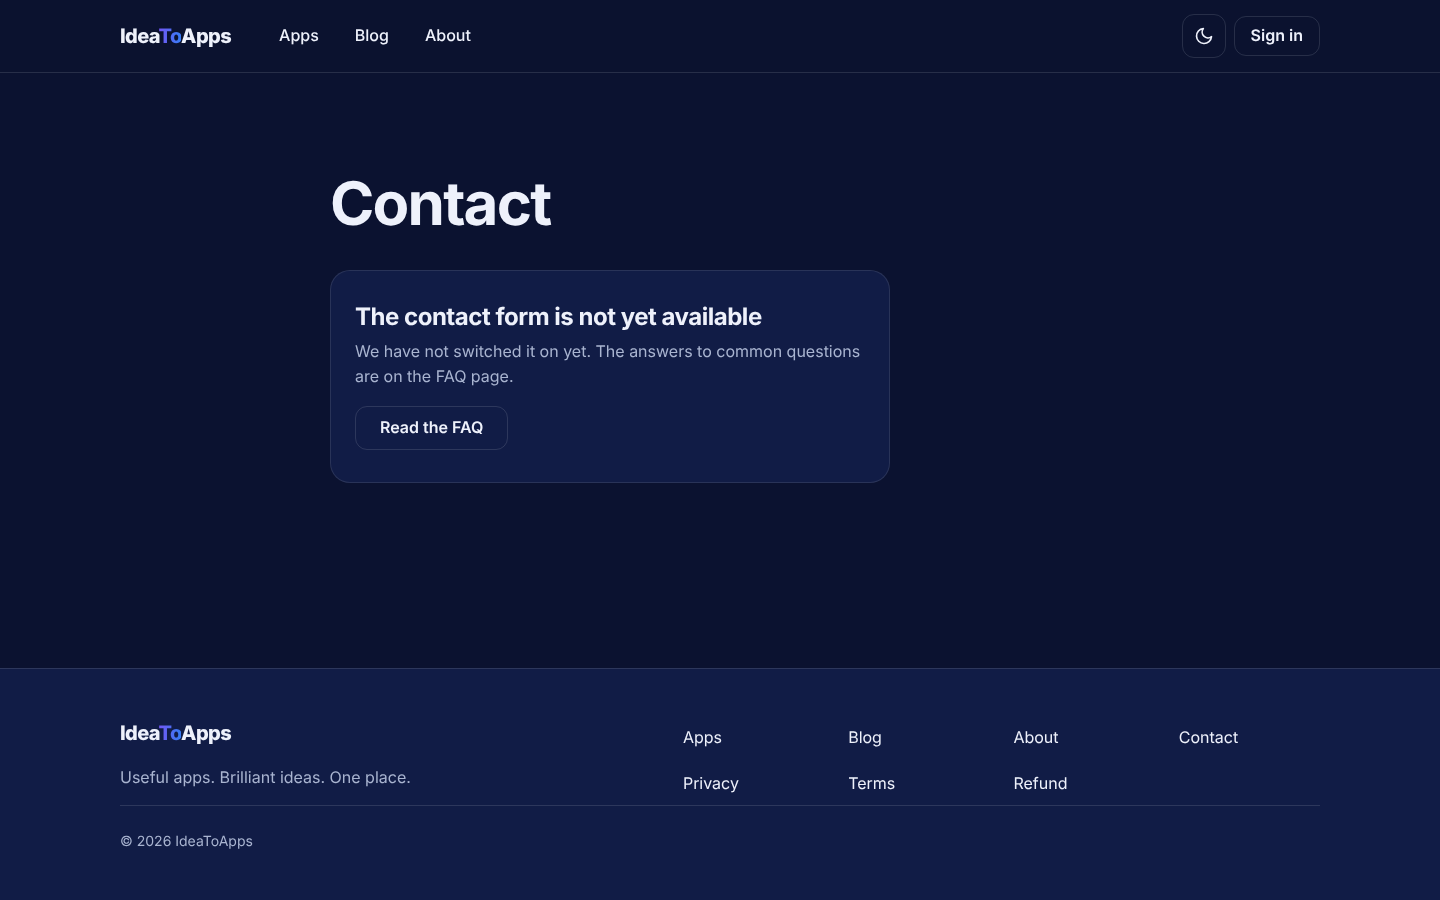 IdeaToApps
Apps
Blog
About
Sign in
Contact
The contact form is not yet available
We have not switched it on yet. The answers to common questions
are on the FAQ page.
Read the FAQ
IdeaToApps
Useful apps. Brilliant ideas. One place.
Apps
Blog
About
Contact
Privacy
Terms
Refund
© 2026 IdeaToApps